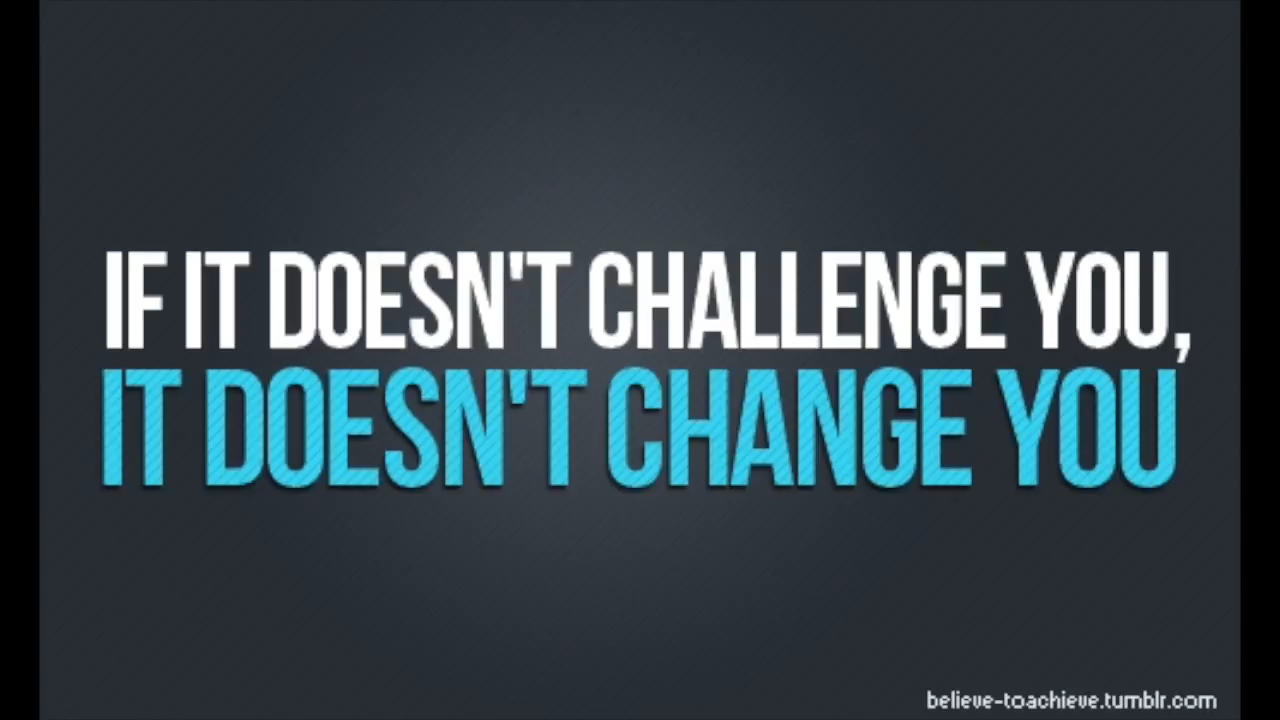 IF IT DOESN'T CHALLENGE YOU,
IT DOESN'T CHANGE YOU
believe-toachieve.tumblr.com